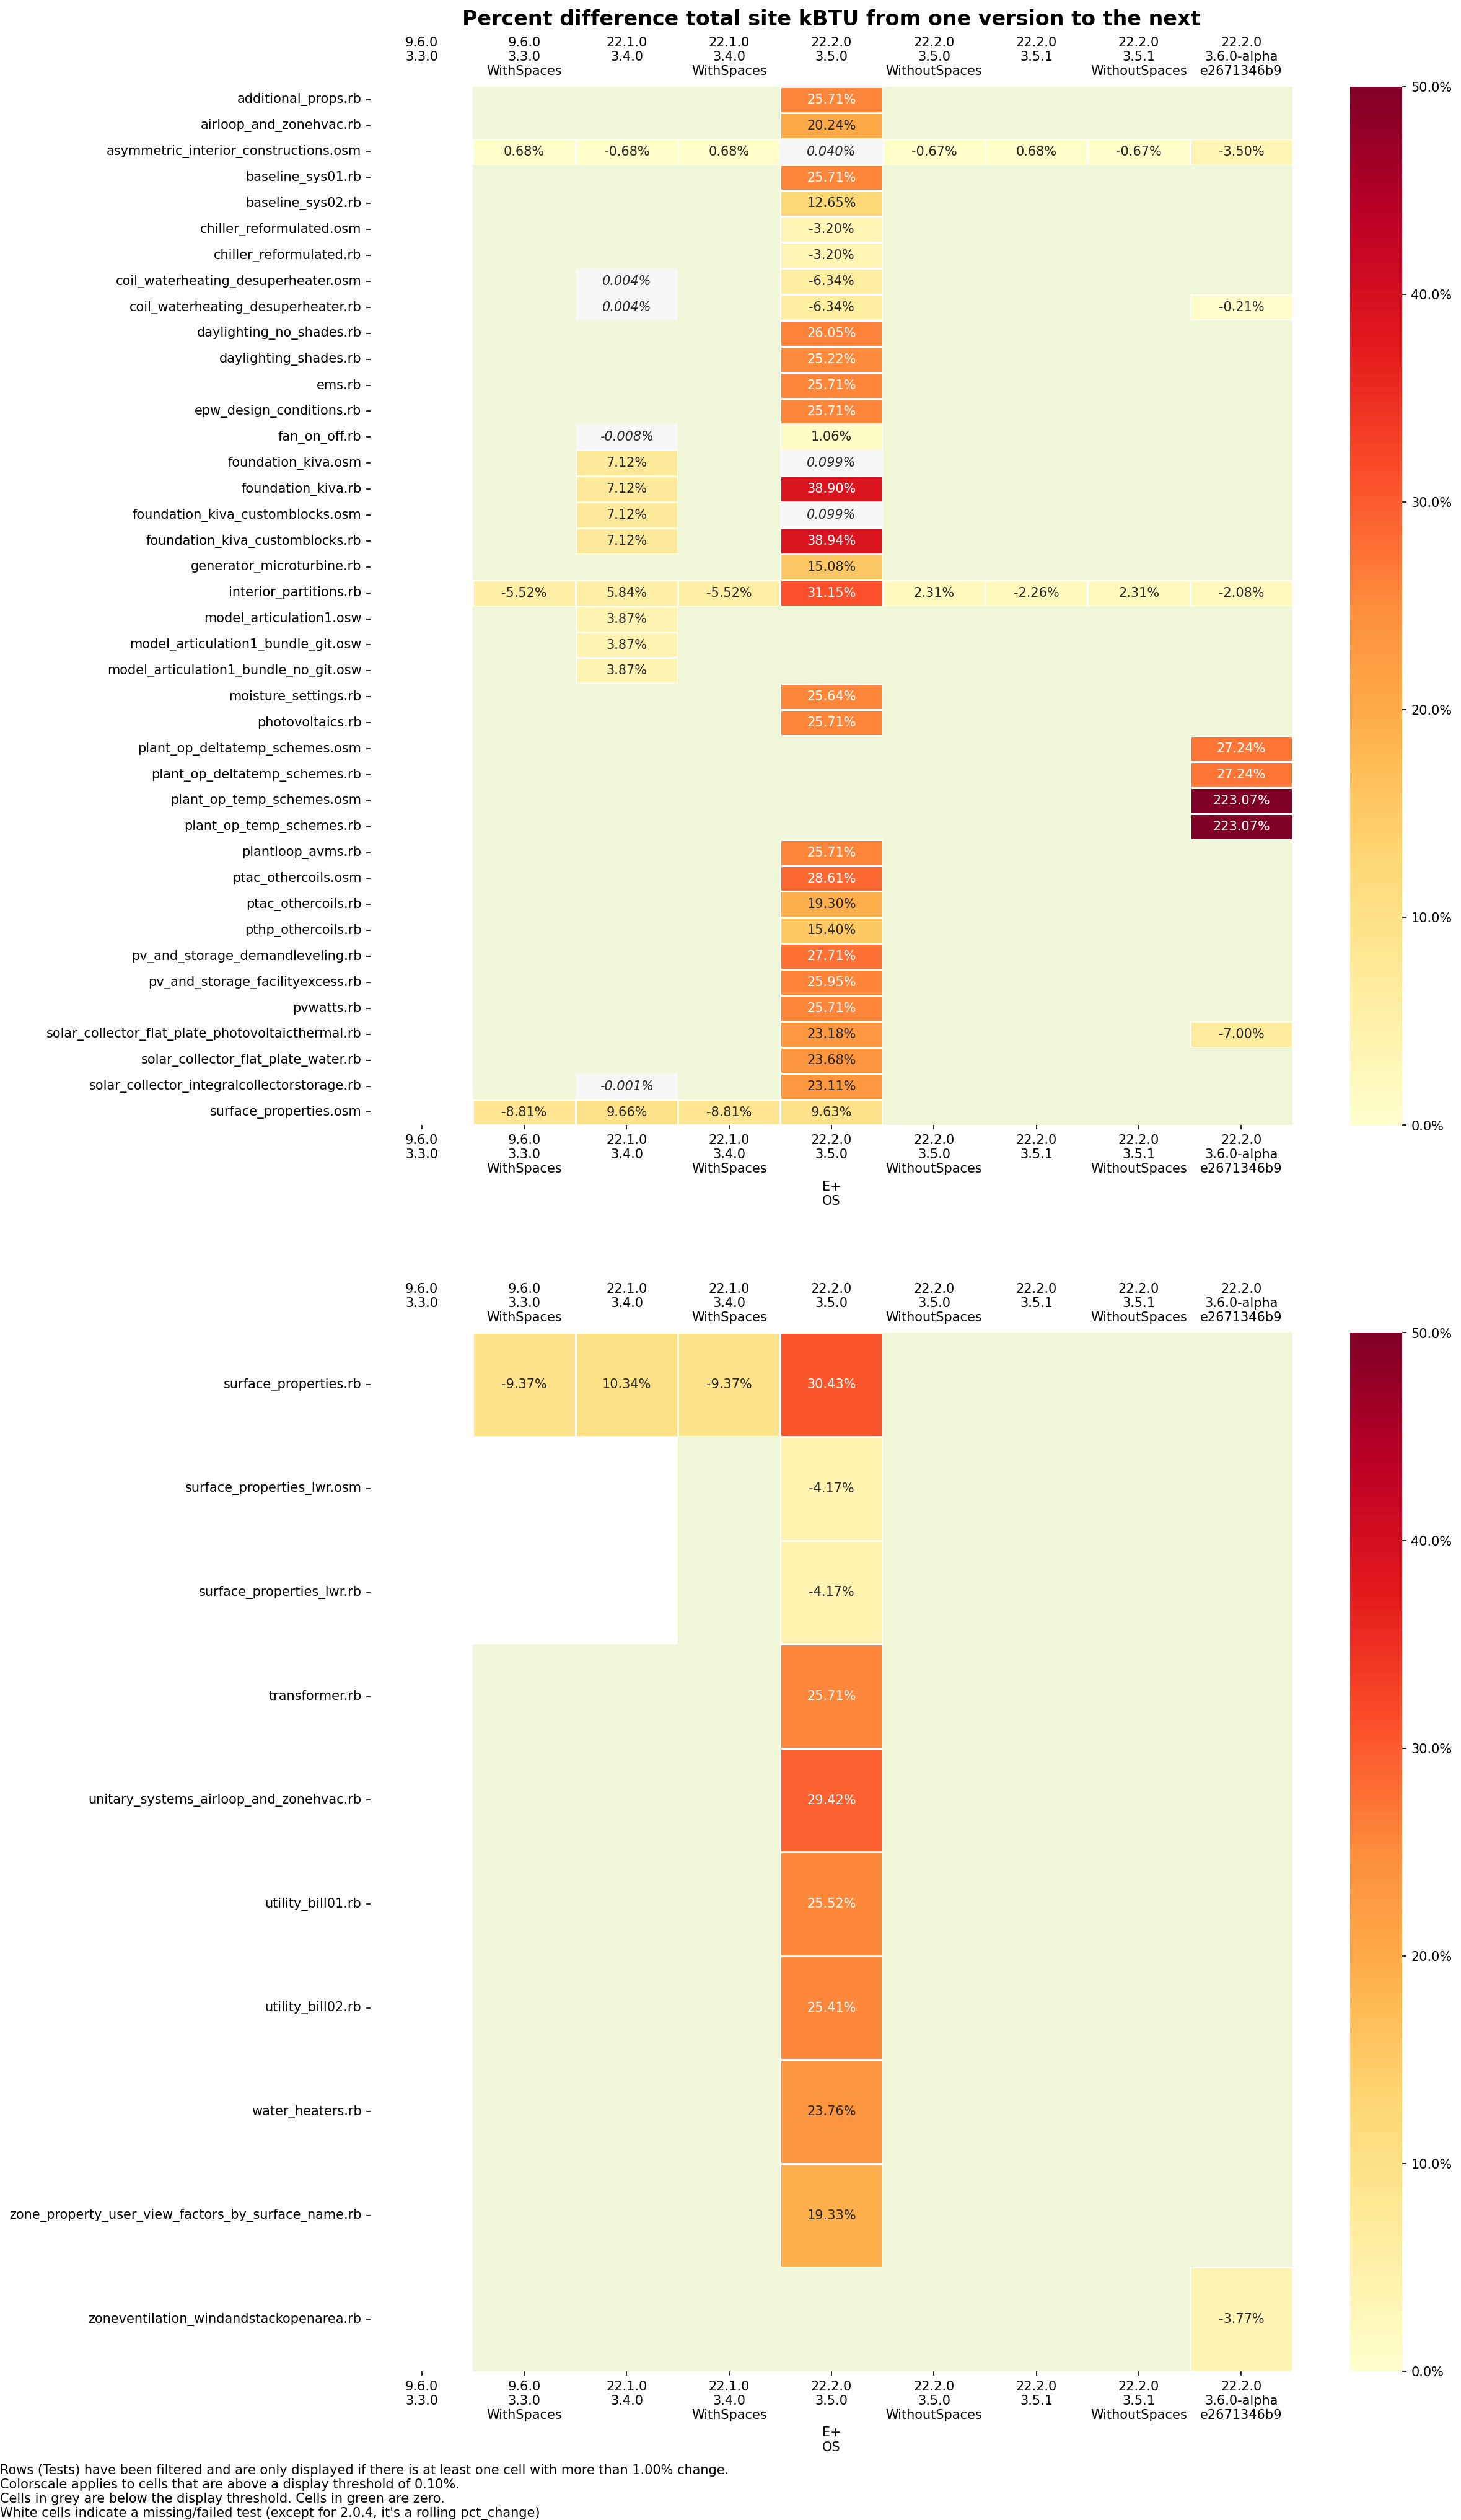 Percent difference total site kBTU from one version to the next
9.6.0 9.6.0 22.1.0 22.1.0 22.2.0 22.2.0 22.2.0 22.2.0 22.2.0
3.3.0 3.3.0 3.4.0 3.4.0 3.5.0 3.5.0 3.5.1 3.5.1 3.6.0-alpha
WithSpaces WithSpaces WithoutSpaces WithoutSpaces e2671346b9
50.0%
additional_props.rb 25.71%
airloop_and_zonehvac.rb 20.24%
asymmetric_interior_constructions.osm 0.68% -0.68% 0.68% 0.040% -0.67% 0.68% -0.67% -3.50%
baseline_sys01.rb 25.71%
baseline_sys02.rb 12.65%
chiller_reformulated.osm -3.20%
chiller_reformulated.rb -3.20%
coil_waterheating_desuperheater.osm 0.004% -6.34%
40.0%
coil_waterheating_desuperheater.rb 0.004% -6.34% -0.21%
daylighting_no_shades.rb 26.05%
daylighting_shades.rb 25.22%
ems.rb 25.71%
epw_design_conditions.rb 25.71%
fan_on_off.rb -0.008% 1.06%
foundation_kiva.osm 7.12% 0.099%
foundation_kiva.rb 7.12% 38.90%
30.0%
foundation_kiva_customblocks.osm 7.12% 0.099%
foundation_kiva_customblocks.rb 7.12% 38.94%
generator_microturbine.rb 15.08%
interior_partitions.rb -5.52% 5.84% -5.52% 31.15% 2.31% -2.26% 2.31% -2.08%
model_articulation1.osw 3.87%
model_articulation1_bundle_git.osw 3.87%
model_articulation1_bundle_no_git.osw 3.87%
moisture_settings.rb 25.64%
20.0%
photovoltaics.rb 25.71%
plant_op_deltatemp_schemes.osm 27.24%
plant_op_deltatemp_schemes.rb 27.24%
plant_op_temp_schemes.osm 223.07%
plant_op_temp_schemes.rb 223.07%
plantloop_avms.rb 25.71%
ptac_othercoils.osm 28.61%
ptac_othercoils.rb 19.30%
10.0%
pthp_othercoils.rb 15.40%
pv_and_storage_demandleveling.rb 27.71%
pv_and_storage_facilityexcess.rb 25.95%
pvwatts.rb 25.71%
solar_collector_flat_plate_photovoltaicthermal.rb 23.18% -7.00%
solar_collector_flat_plate_water.rb 23.68%
solar_collector_integralcollectorstorage.rb -0.001% 23.11%
surface_properties.osm -8.81% 9.66% -8.81% 9.63%
0.0%
9.6.0 9.6.0 22.1.0 22.1.0 22.2.0 22.2.0 22.2.0 22.2.0 22.2.0
3.3.0 3.3.0 3.4.0 3.4.0 3.5.0 3.5.0 3.5.1 3.5.1 3.6.0-alpha
WithSpaces WithSpaces WithoutSpaces WithoutSpaces e2671346b9
E+
OS
9.6.0 9.6.0 22.1.0 22.1.0 22.2.0 22.2.0 22.2.0 22.2.0 22.2.0
3.3.0 3.3.0 3.4.0 3.4.0 3.5.0 3.5.0 3.5.1 3.5.1 3.6.0-alpha
WithSpaces WithSpaces WithoutSpaces WithoutSpaces e2671346b9
50.0%
surface_properties.rb -9.37% 10.34% -9.37% 30.43%
surface_properties_lwr.osm -4.17%
40.0%
surface_properties_lwr.rb -4.17%
transformer.rb 25.71%
30.0%
unitary_systems_airloop_and_zonehvac.rb 29.42%
utility_bill01.rb 25.52%
20.0%
utility_bill02.rb 25.41%
water_heaters.rb 23.76%
10.0%
zone_property_user_view_factors_by_surface_name.rb 19.33%
zoneventilation_windandstackopenarea.rb -3.77%
0.0%
9.6.0 9.6.0 22.1.0 22.1.0 22.2.0 22.2.0 22.2.0 22.2.0 22.2.0
3.3.0 3.3.0 3.4.0 3.4.0 3.5.0 3.5.0 3.5.1 3.5.1 3.6.0-alpha
WithSpaces WithSpaces WithoutSpaces WithoutSpaces e2671346b9
E+
OS
Rows (Tests) have been filtered and are only displayed if there is at least one cell with more than 1.00% change.
Colorscale applies to cells that are above a display threshold of 0.10%.
Cells in grey are below the display threshold. Cells in green are zero.
White cells indicate a missing/failed test (except for 2.0.4, it's a rolling pct_change)